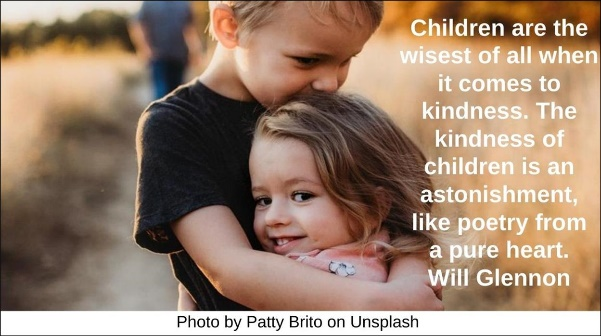 Children are the
wisest of all when
it comes to
kindness. The
kindness of
children is an
astonishment,
like poetry from
a pure heart.
Will Glennon
Photo by Patty Brito on Unsplash